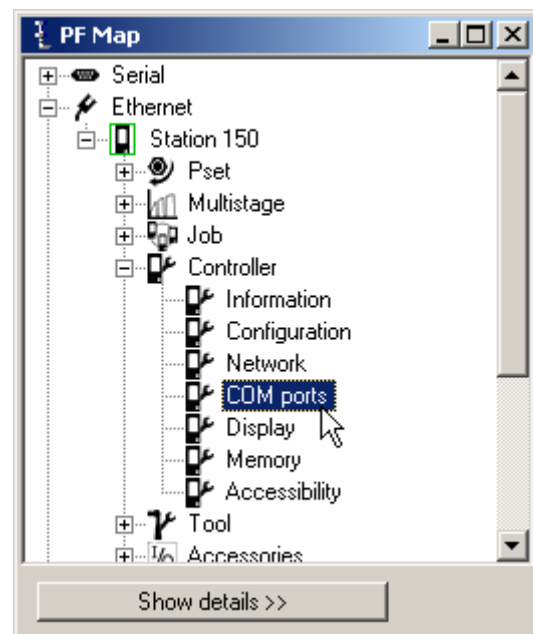 PF Map
Serial
Ethernet
Station 150
Pset
Multistage
Job
Controller
Information
Configuration
Network
COM ports
Display
Memory
Accessibility
Tool
I/o Accessories
Show details >>